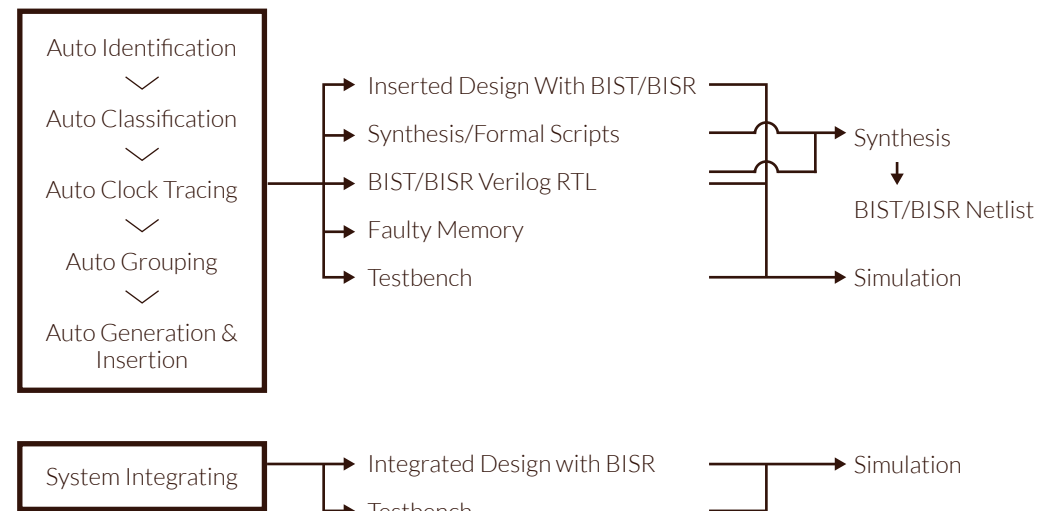 Auto Identification
Auto Classification
Auto Clock Tracing
Auto Grouping
Auto Generation &
Insertion
Inserted Design With BIST/BISR
Synthesis/Formal Scripts
BIST/BISR Verilog RTL
Faulty Memory
Testbench
Synthesis
BIST/BISR Netlist
Simulation
System Integrating
Integrated Design with BISR
Testbench
Simulation